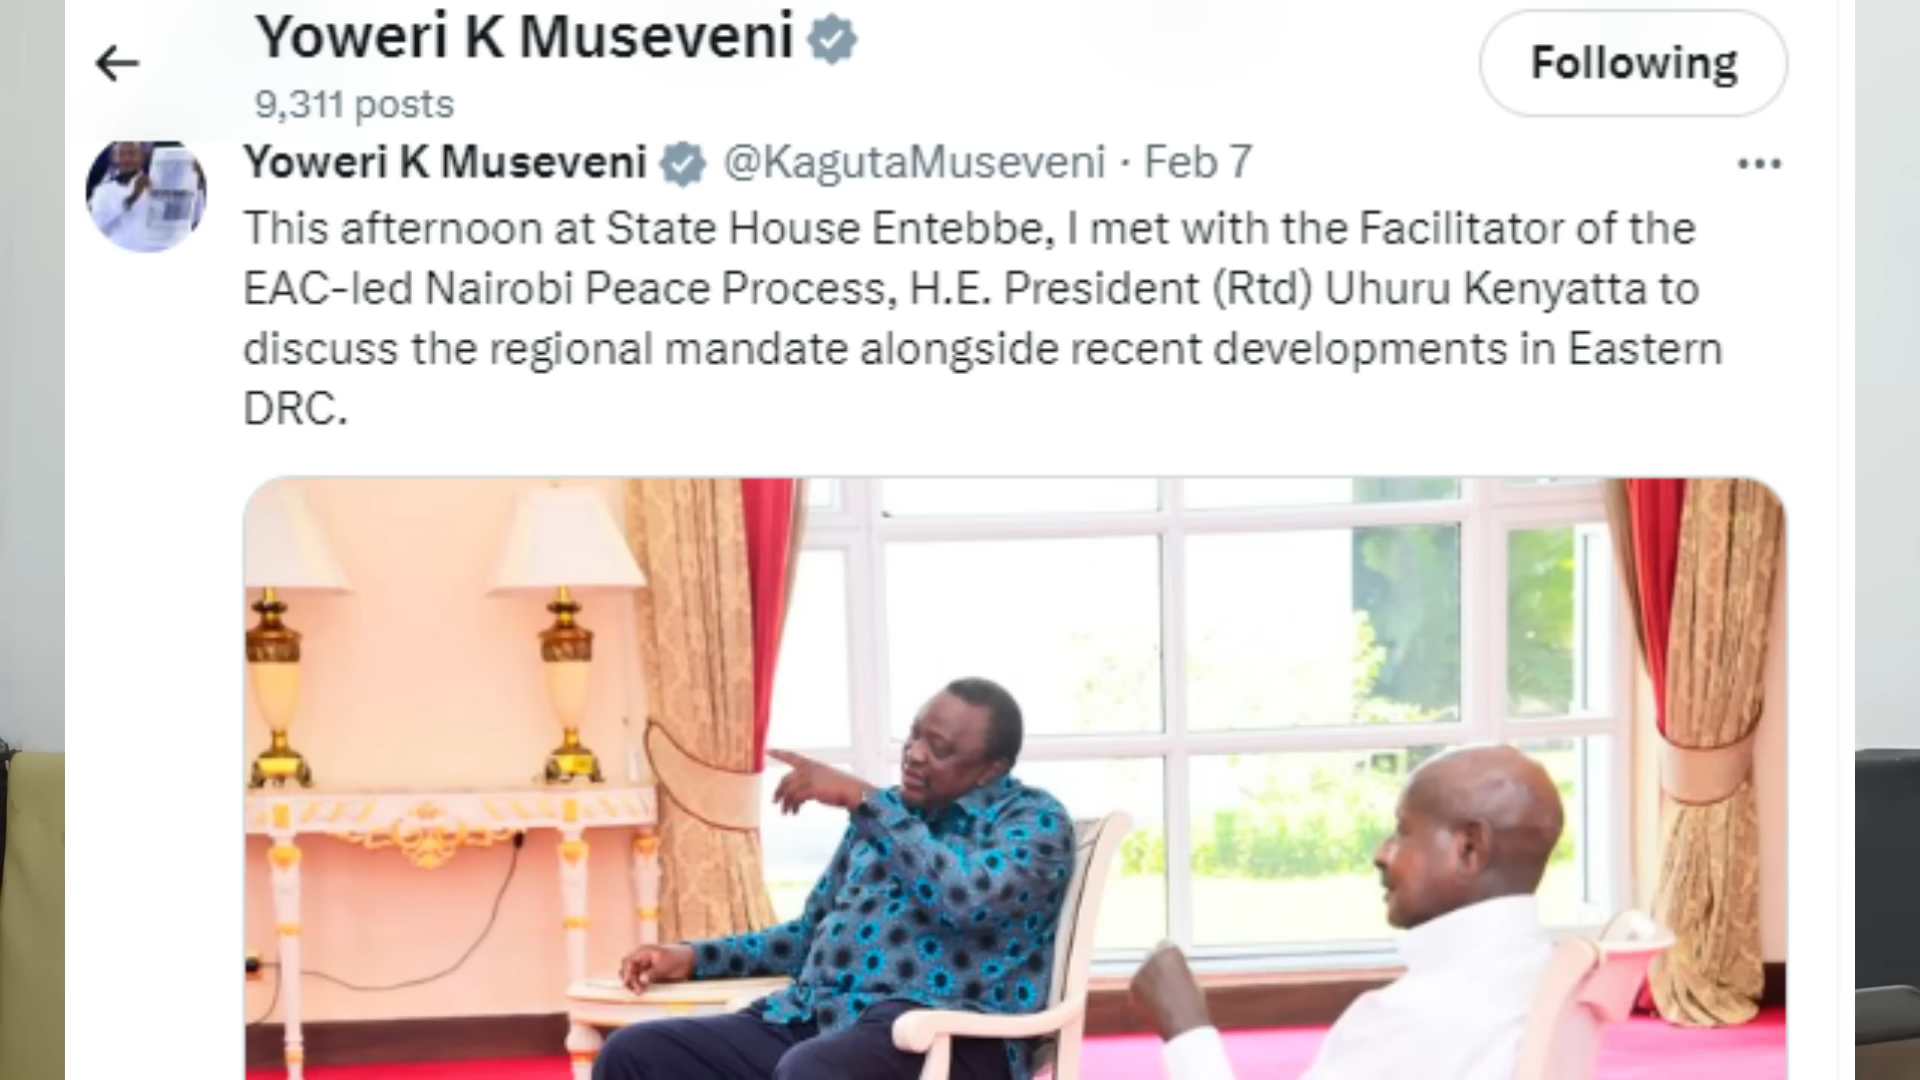 Yoweri K Museveni
Following
9,311 posts
Yoweri K Museveni @KagutaMuseveni · Feb 7
This afternoon at State House Entebbe, I met with the Facilitator of the
EAC-led Nairobi Peace Process, H.E. President (Rtd) Uhuru Kenyatta to
discuss the regional mandate alongside recent developments in Eastern
DRC.